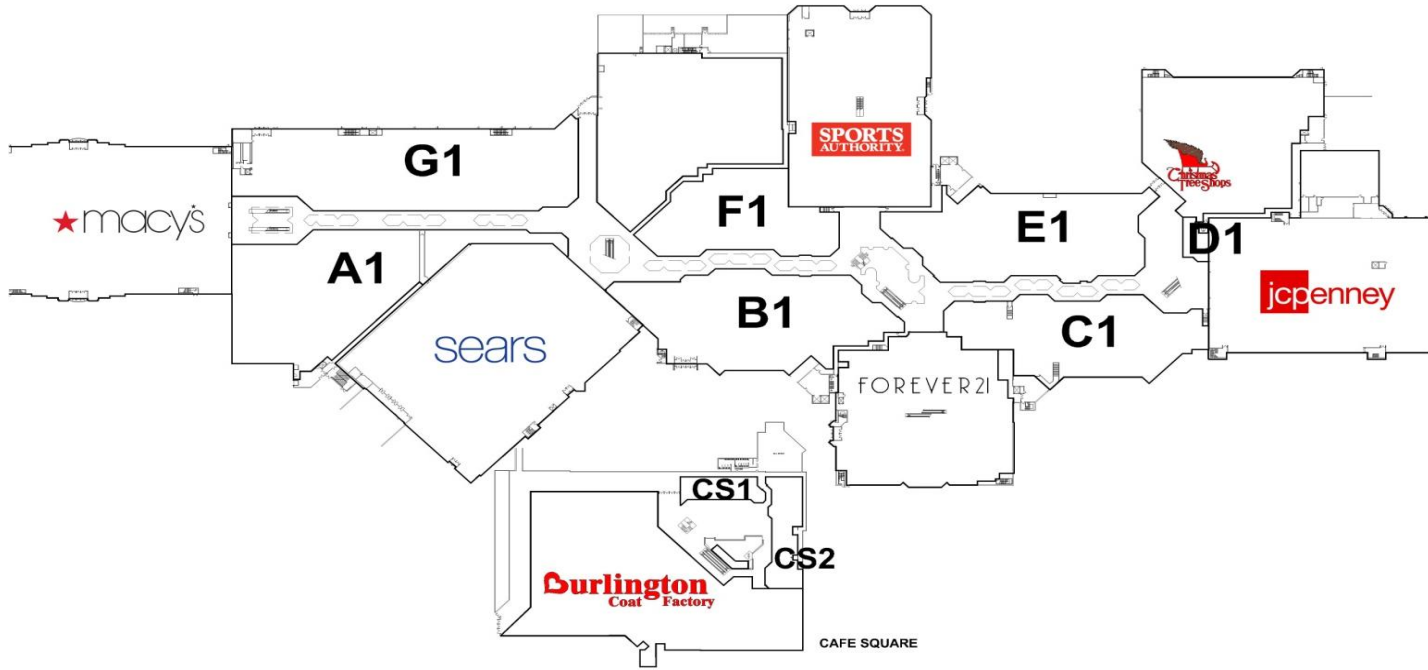 SPORTS
AUTHORITY.
G1
Christmas
Tree Shops
macy's
F1
E1
D1
A1
jcpenney
B1
C1
sears
FOREVER 21
CS1
CS2
Burlington
Coat Factory
CAFE SQUARE